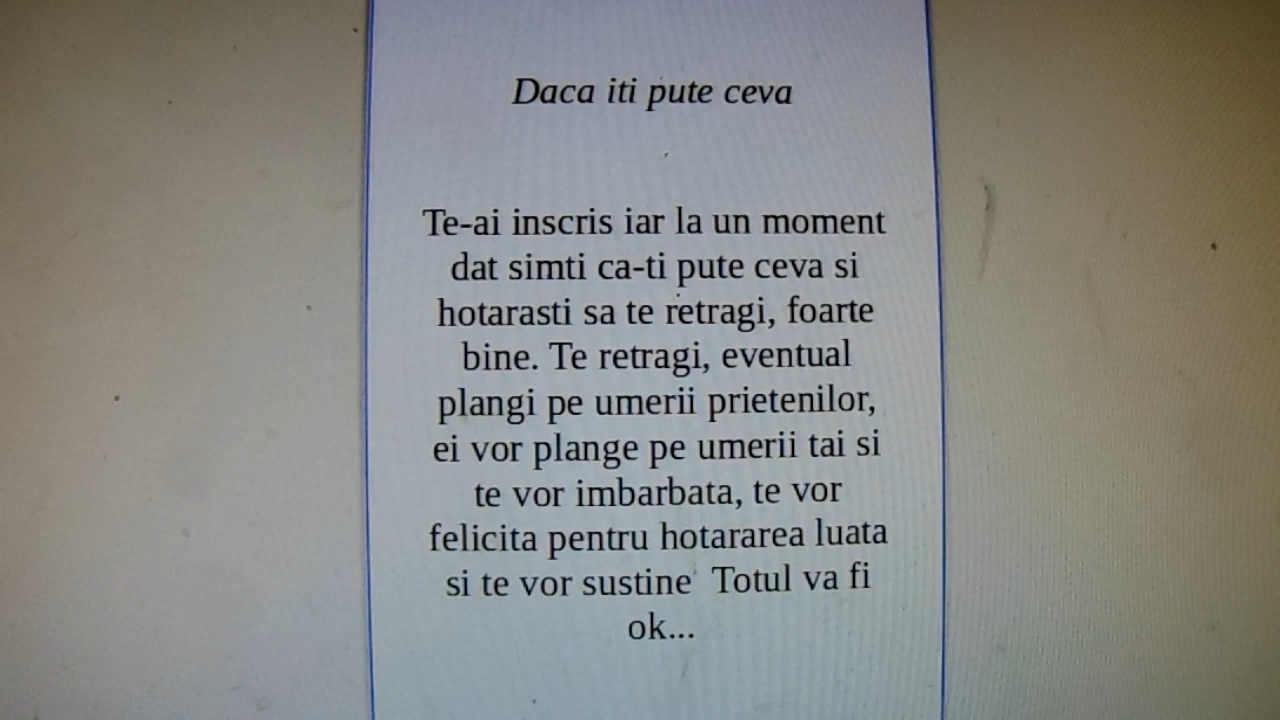 Daca iti pute ceva
Te-ai inscris iar la un moment
dat simti ca-ti pute ceva si
hotarasti sa te retragi, foarte
bine. Te retragi, eventual
plangi pe umerii prietenilor,
ei vor plange pe umerii tai si
te vor imbarbata, te vor
felicita pentru hotararea luata
si te vor sustine Totul va fi
ok...